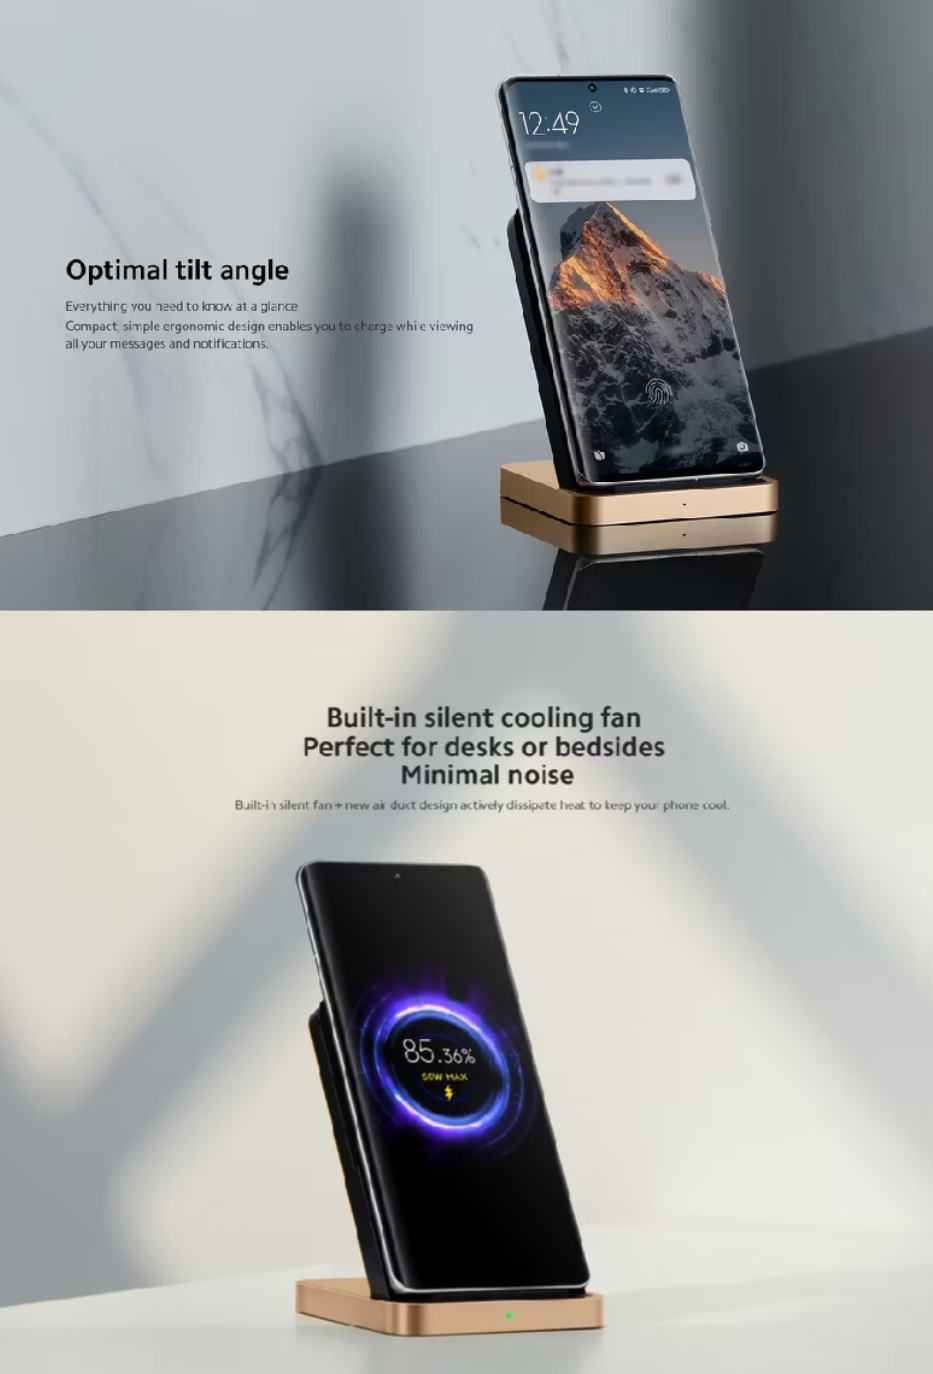 12:49
Optimal tilt angle
Everything you need to know at a glance
Compact, simple ergonomic design enables you to charge while viewing
all your messages and notifications.
Built-in silent cooling fan
Perfect for desks or bedsides
Minimal noise
Built-in silent fan + new air duct design actively dissipate heat to keep your phone cool.
85.36%
50W MAX